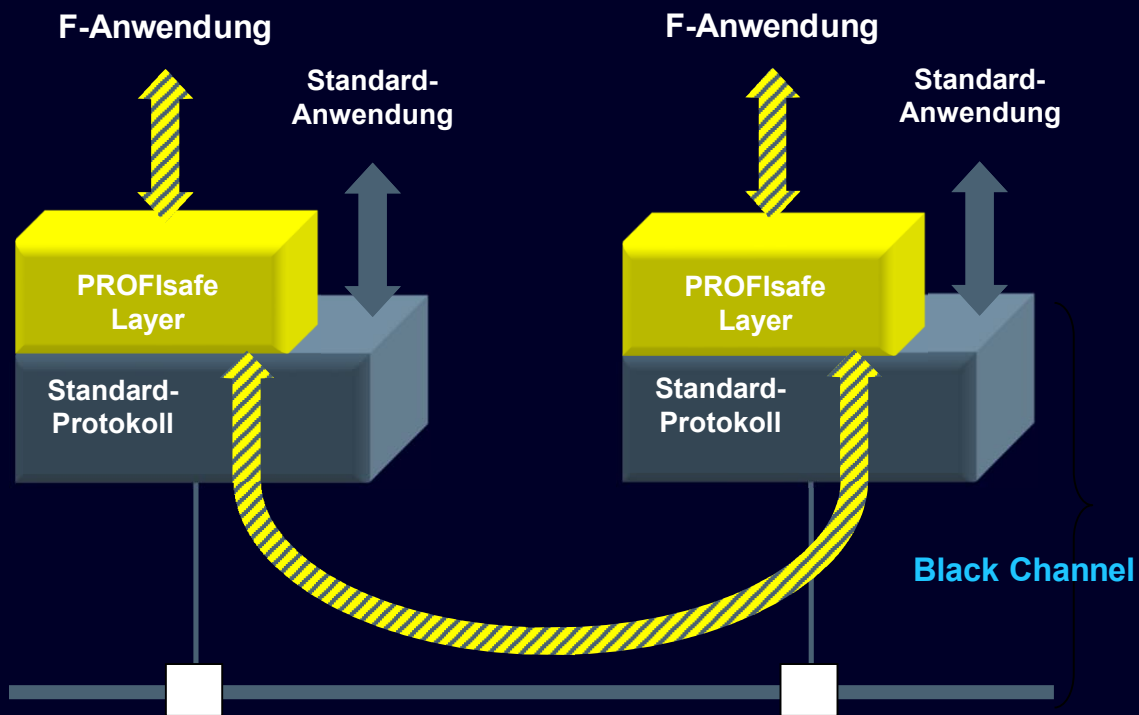 F-Anwendung
Standard-
Anwendung
PROFIsafe
Layer
Standard-
Protokoll
F-Anwendung
Standard-
Anwendung
PROFIsafe
Layer
Standard-
Protokoll
Black Channel